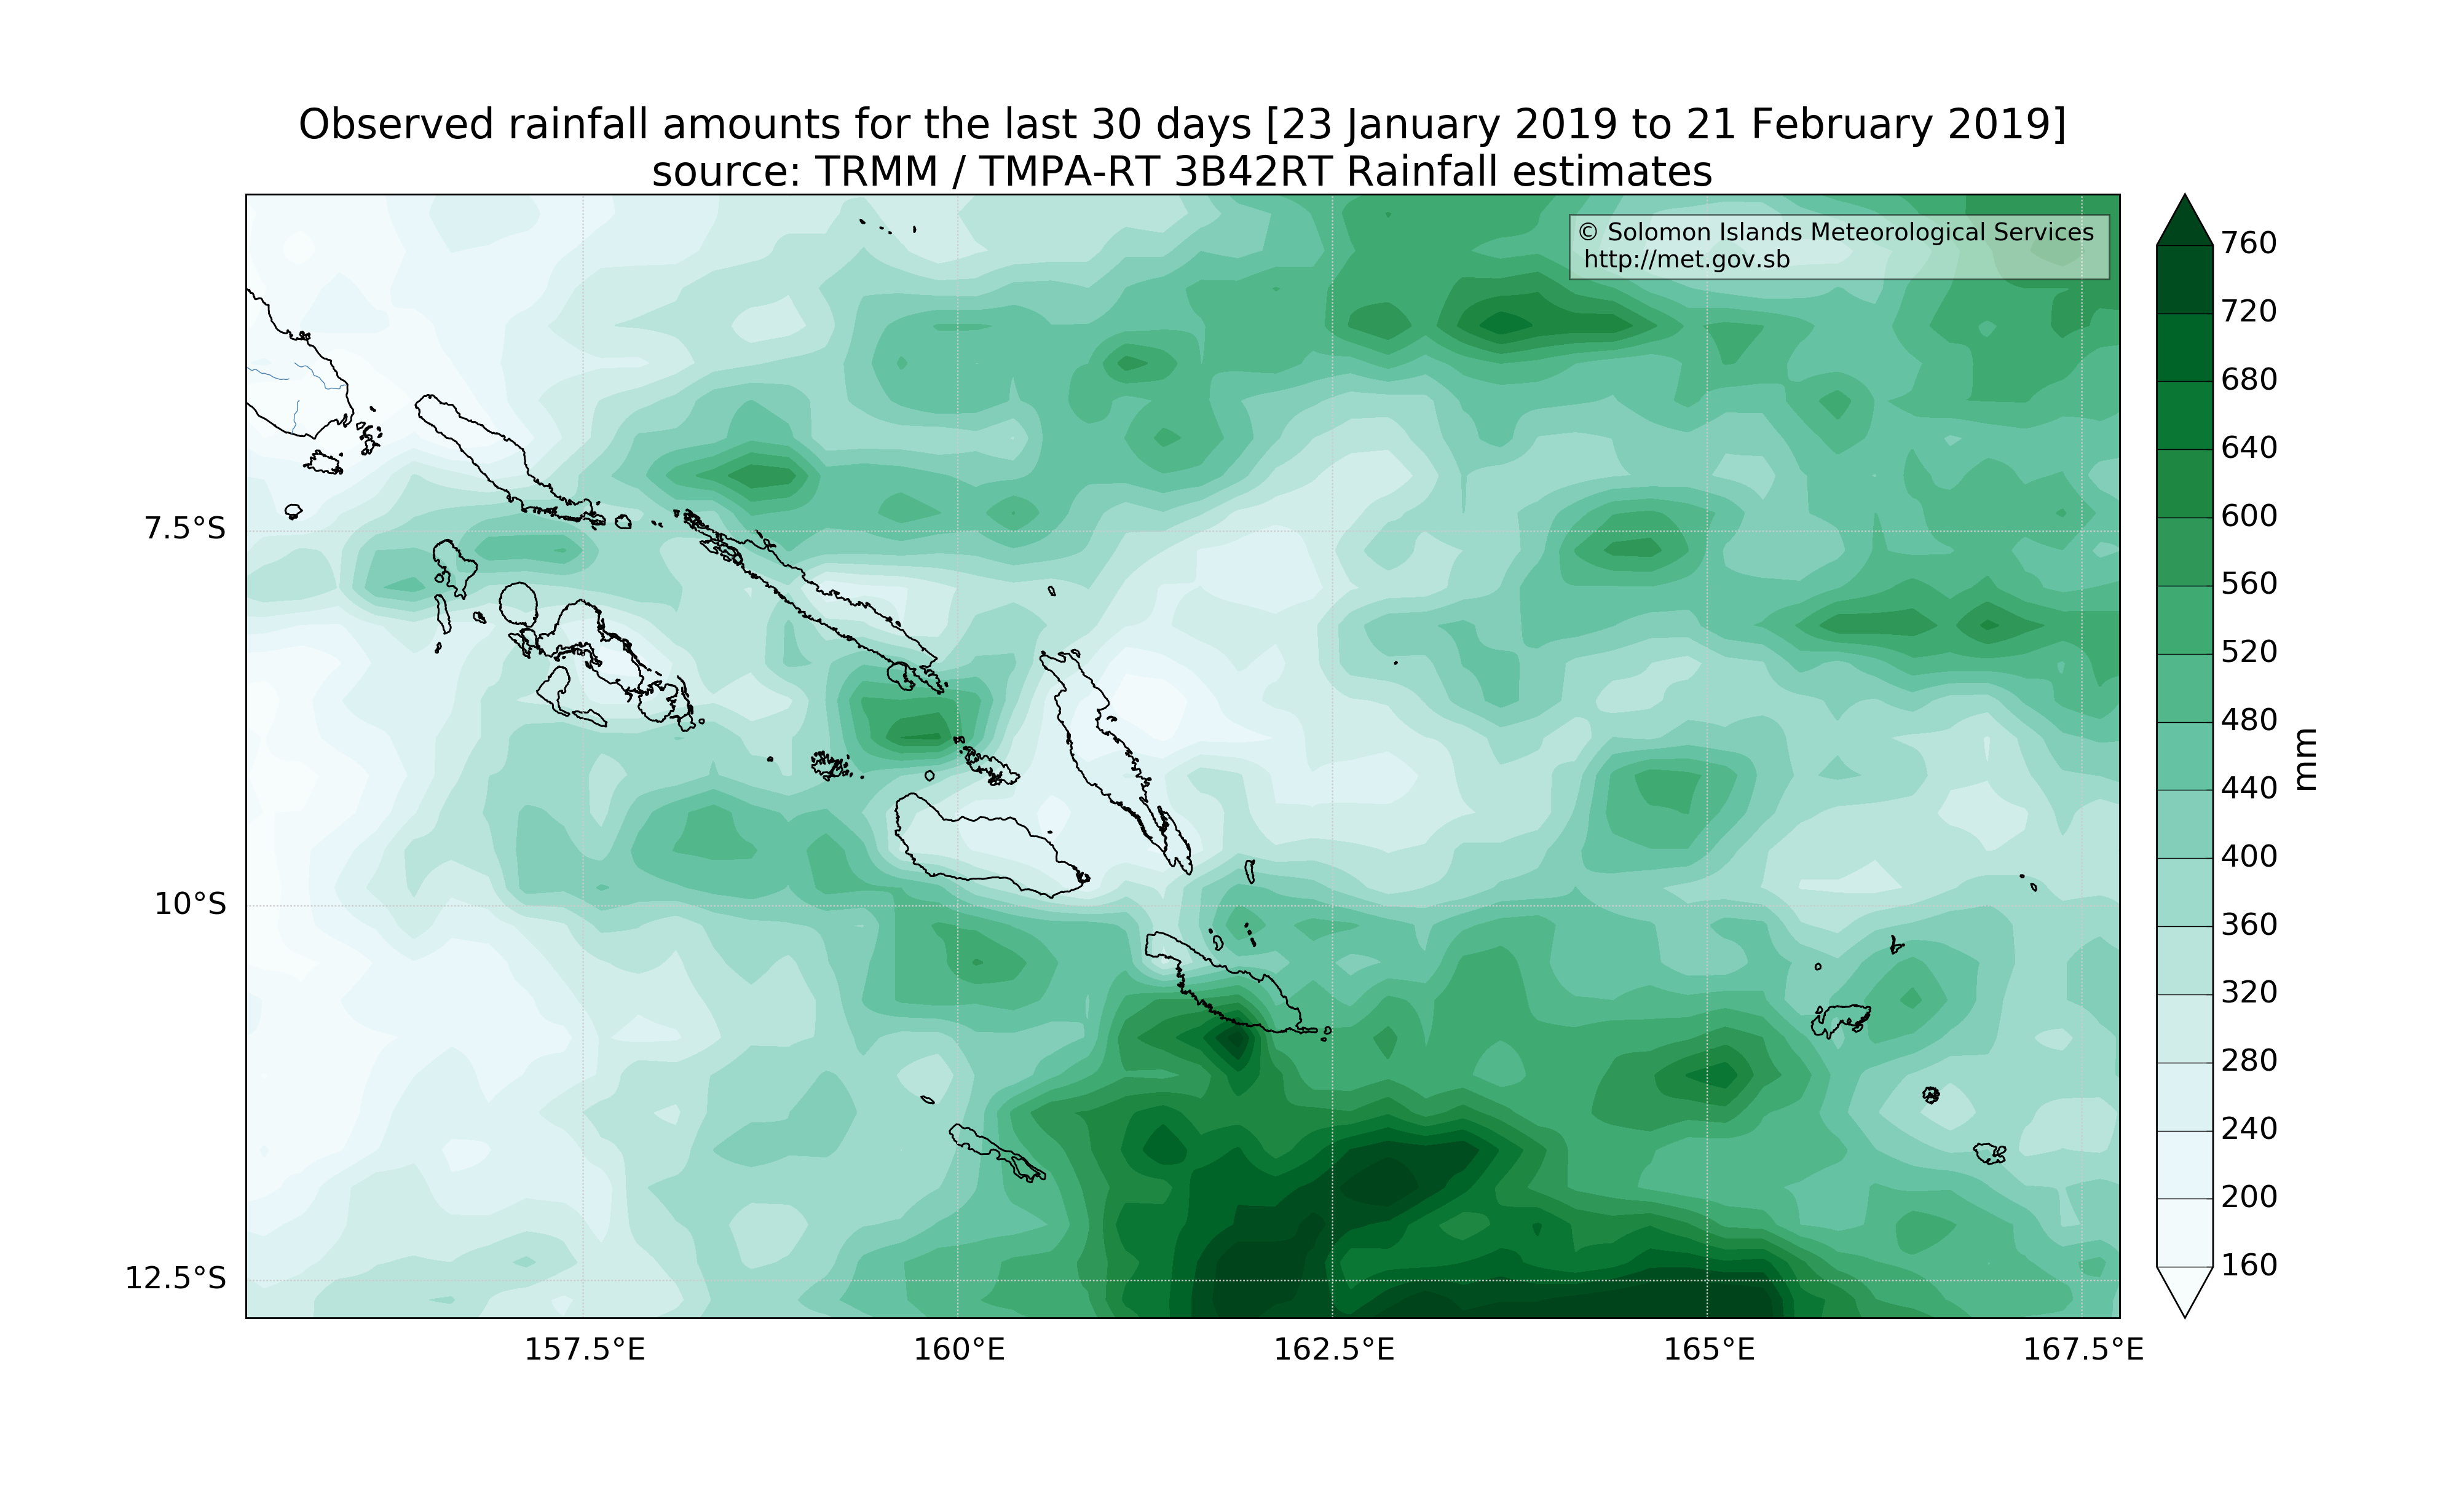 Observed rainfall amounts for the last 30 days [23 January 2019 to 21 February 2019]
source: TRMM / TMPA-RT 3B42RT Rainfall estimates
© Solomon Islands Meteorological Services
http://met.gov.sb
7.5°S
10°S
12.5°S
157.5°E
160°E
162.5°E
165°E
167.5°E
760
720
680
640
600
560
520
480
440
400
360
320
280
240
200
160
mm